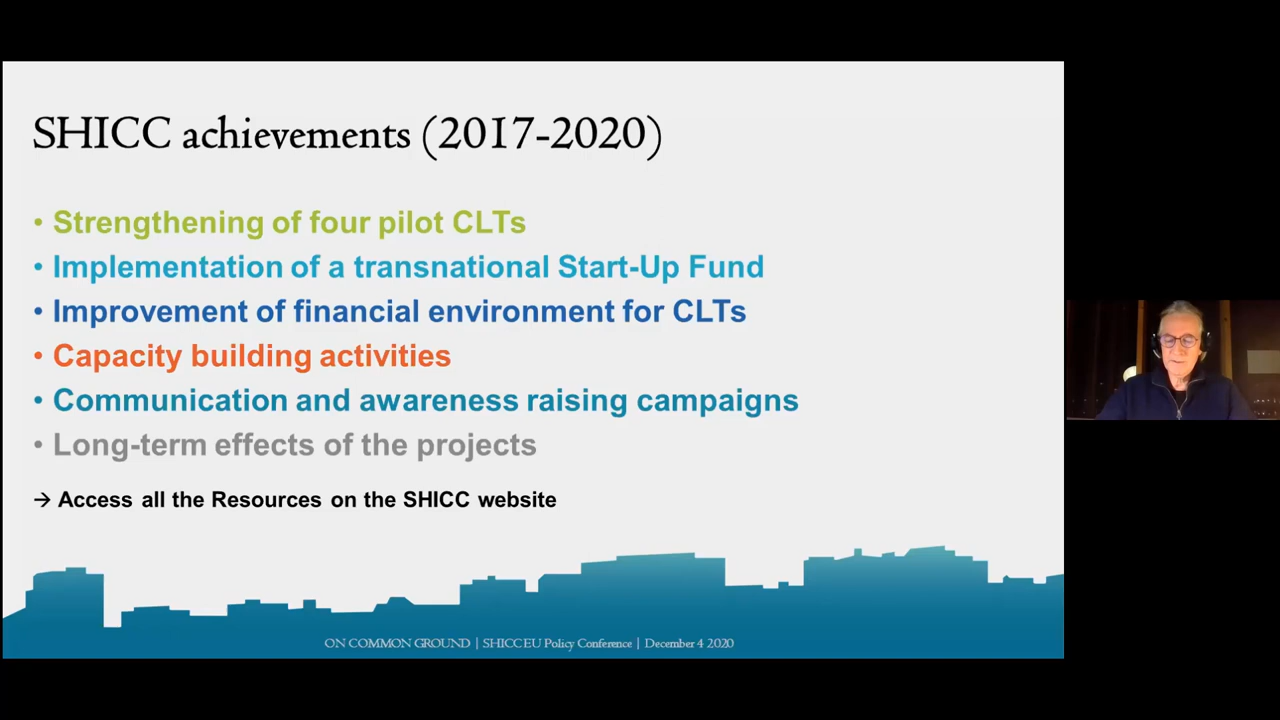 SHICC achievements (2017-2020)
• Strengthening of four pilot CLTs
• Implementation of a transnational Start-Up Fund
• Improvement of financial environment for CLTs
• Capacity building activities
• Communication and awareness raising campaigns
• Long-term effects of the projects
→ Access all the Resources on the SHICC website
ON COMMON GROUND | SHICC EU Policy Conference | December 4 2020